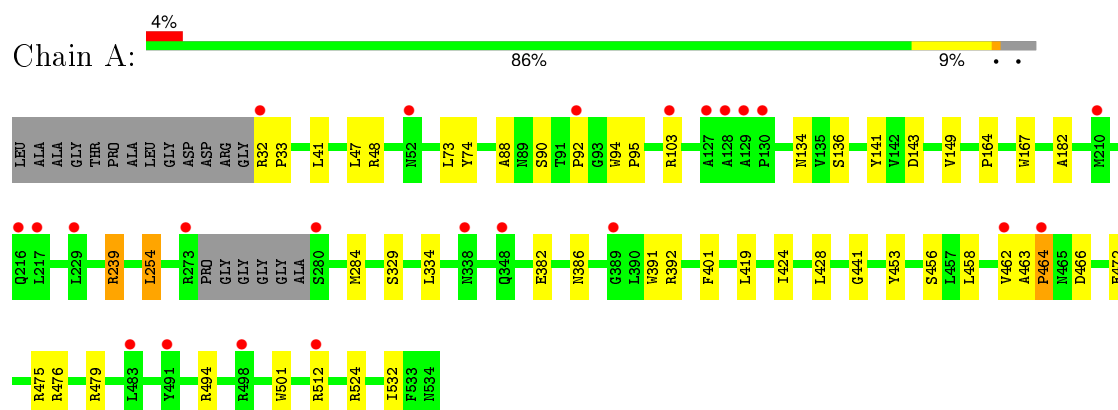 4%
Chain A:
86% 9% • •
LEU ALA ALA GLY THR PRO ALA LEU GLY ASP ASP ARG GLY R32 P33 L41 L47 R48 N52 L73 Y74 A88 N89 S90 T91 P92 G93 W94 P95 R103 A127 A128 A129 P130 N134 V135 S136 Y141 V142 D143 V149 P164 W167 A182 M210
Q216 L217 L229 R239 L254 R273 PRO GLY GLY GLY GLY ALA S280 M284 S329 L334 N338 Q348 E382 N386 G389 L390 W391 R392 F401 L419 I424 L428 G441 Y453 S456 L457 L458 V462 A463 P464 N465 D466
R475 R476 R479 L483 Y491 R494 R498 W501 R512 R524 I532 F533 N534